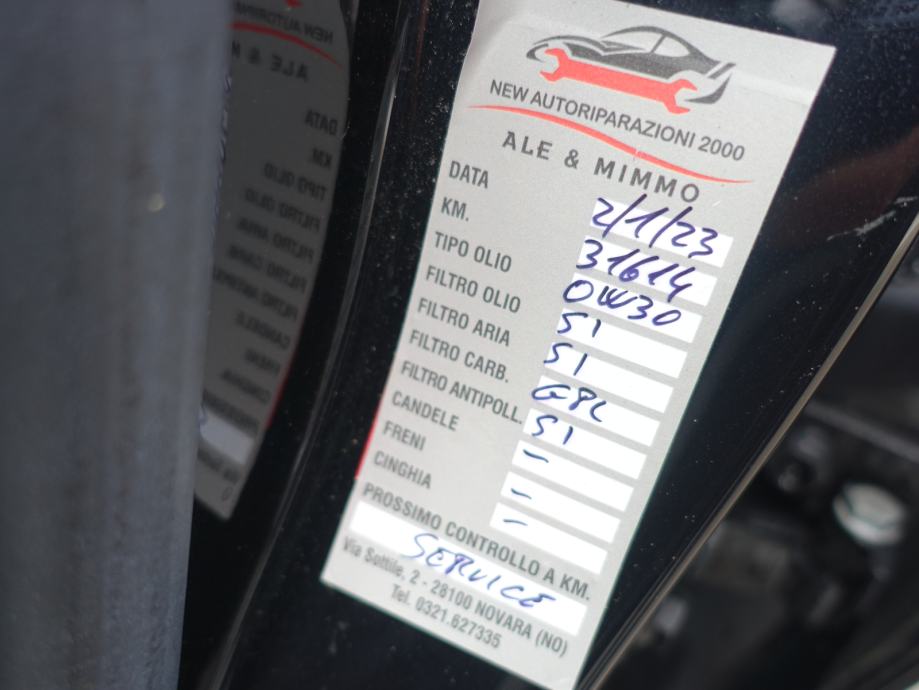 NEW AUTORIPARAZIONI 2000
ALE & MIMMO
DATA 2/1/23
KM. 31614
TIPO OLIO 0W30
FILTRO OLIO SI
FILTRO ARIA SI
FILTRO CARB. GPL
FILTRO ANTIPOLL. SI
CANDELE -
FRENI -
CINGHIA -
PROSSIMO CONTROLLO A KM.
SERVICE
Via Sottile, 2 - 28100 NOVARA (NO)
Tel. 0321.627335